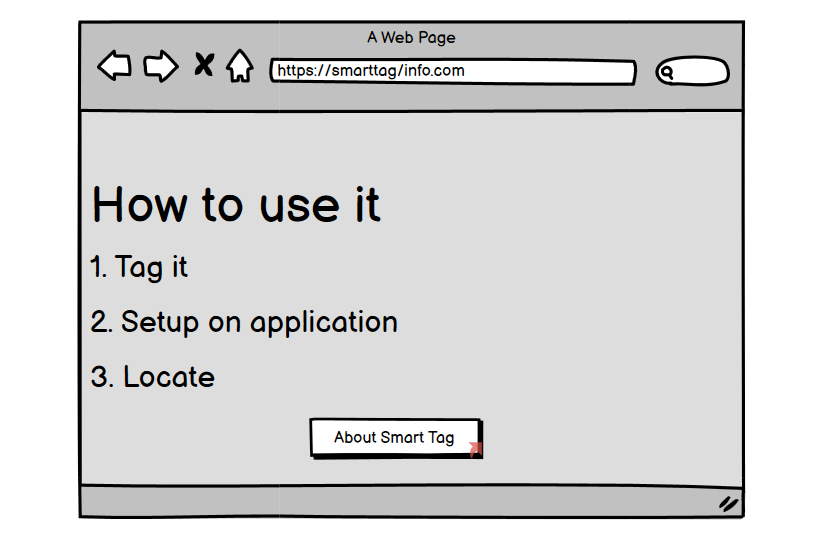 A Web Page
https://smarttag/info.com
How to use it
1. Tag it
2. Setup on application
3. Locate
About Smart Tag